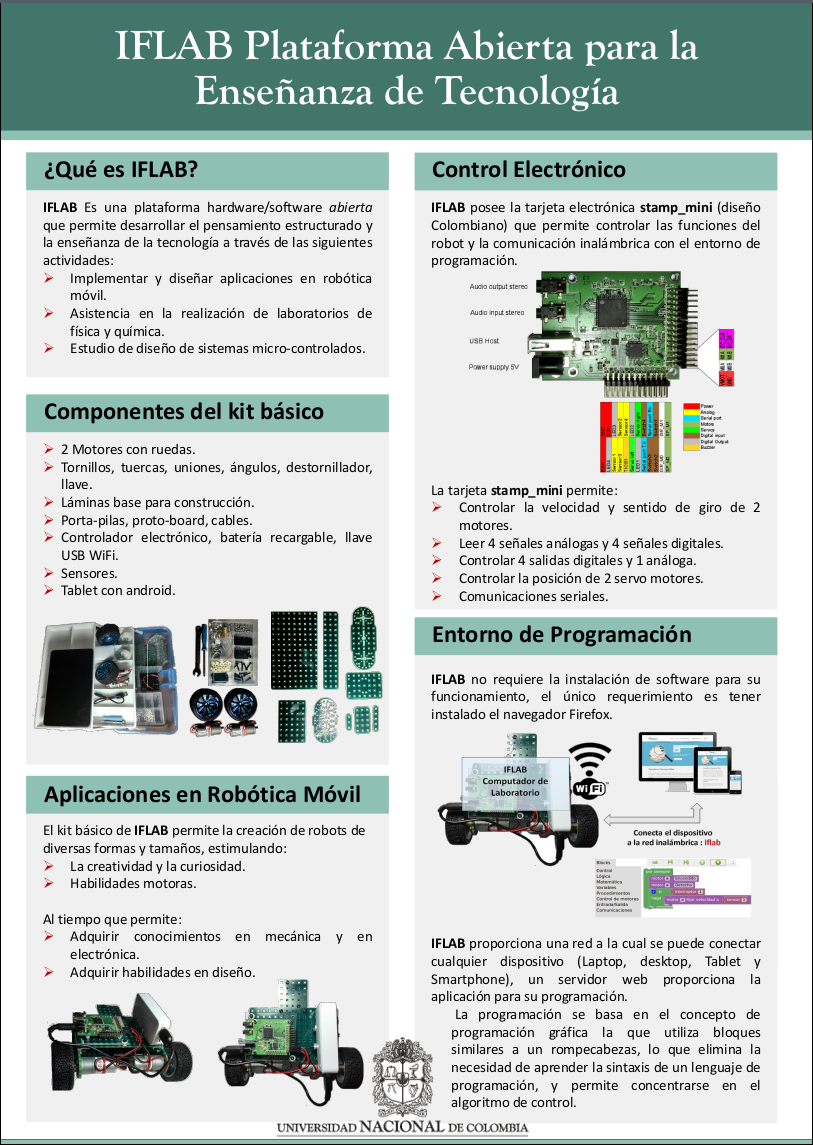 IFLAB Plataforma Abierta para la
Enseñanza de Tecnología
¿Qué es IFLAB?
IFLAB Es una plataforma hardware/software abierta
que permite desarrollar el pensamiento estructurado y
la enseñanza de la tecnología a través de las siguientes
actividades:
Implementar y diseñar aplicaciones en robótica
móvil.
Asistencia en la realización de laboratorios de
física y química.
Estudio de diseño de sistemas micro-controlados.
Componentes del kit básico
2 Motores con ruedas.
Tornillos, tuercas, uniones, ángulos, destornillador,
llave.
Láminas base para construcción.
Porta-pilas, proto-board, cables.
Controlador electrónico, batería recargable, llave
USB WiFi.
Sensores.
Tablet con android.
Aplicaciones en Robótica Móvil
El kit básico de IFLAB permite la creación de robots de
diversas formas y tamaños, estimulando:
La creatividad y la curiosidad.
Habilidades motoras.
Al tiempo que permite:
Adquirir conocimientos en mecánica y en
electrónica.
Adquirir habilidades en diseño.
Control Electrónico
IFLAB posee la tarjeta electrónica stamp_mini (diseño
Colombiano) que permite controlar las funciones del
robot y la comunicación inalámbrica con el entorno de
programación.
Audio output stereo
Audio input stereo
USB Host
Power supply 5V
Power
Analog
Serial port
Motors
Servos
Digital input
Digital Output
Buzzer
La tarjeta stamp_mini permite:
Controlar la velocidad y sentido de giro de 2
motores.
Leer 4 señales análogas y 4 señales digitales.
Controlar 4 salidas digitales y 1 análoga.
Controlar la posición de 2 servo motores.
Comunicaciones seriales.
Entorno de Programación
IFLAB no requiere la instalación de software para su
funcionamiento, el único requerimiento es tener
instalado el navegador Firefox.
IFLAB
Computador de
Laboratorio
WiFi
Conecta el dispositivo
a la red inalámbrica : Iflab
Blocks
Control
Lógica
Matemática
Variables
Procedimientos
Control de motores
Entrada/Salida
Comunicaciones
IFLAB proporciona una red a la cual se puede conectar
cualquier dispositivo (Laptop, desktop, Tablet y
Smartphone), un servidor web proporciona la
aplicación para su programación.
La programación se basa en el concepto de
programación gráfica la que utiliza bloques
similares a un rompecabezas, lo que elimina la
necesidad de aprender la sintaxis de un lenguaje de
programación, y permite concentrarse en el
algoritmo de control.
UNIVERSIDAD NACIONAL DE COLOMBIA